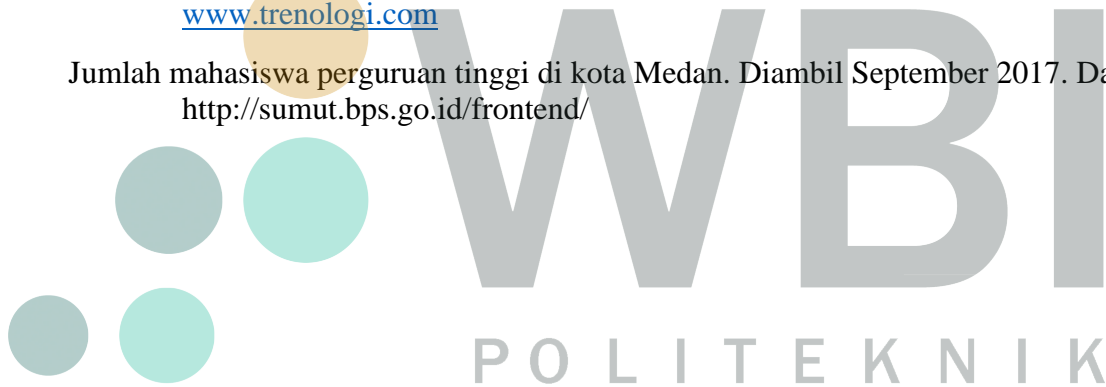 www.trenologi.com
Jumlah mahasiswa perguruan tinggi di kota Medan. Diambil September 2017. Da
http://sumut.bps.go.id/frontend/
WBI
POLITEKNIK